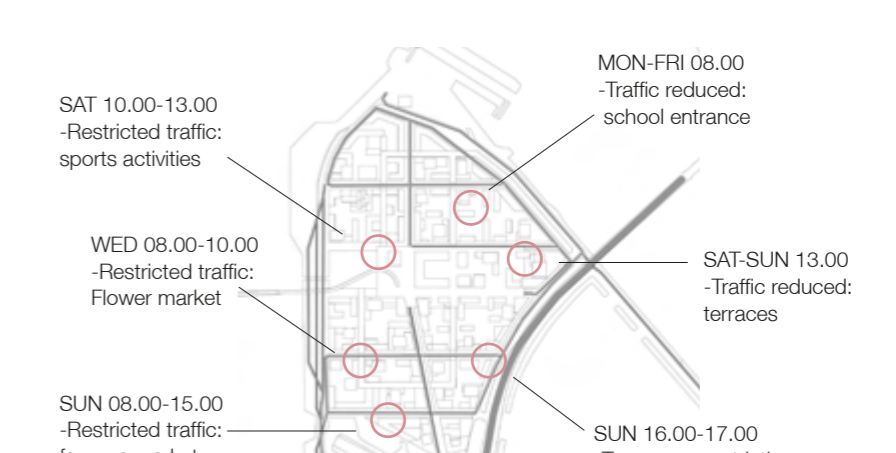 MON-FRI 08.00
-Traffic reduced:
school entrance
SAT 10.00-13.00
-Restricted traffic:
sports activities
WED 08.00-10.00
-Restricted traffic:
Flower market
SAT-SUN 13.00
-Traffic reduced:
terraces
SUN 08.00-15.00
-Restricted traffic:
SUN 16.00-17.00